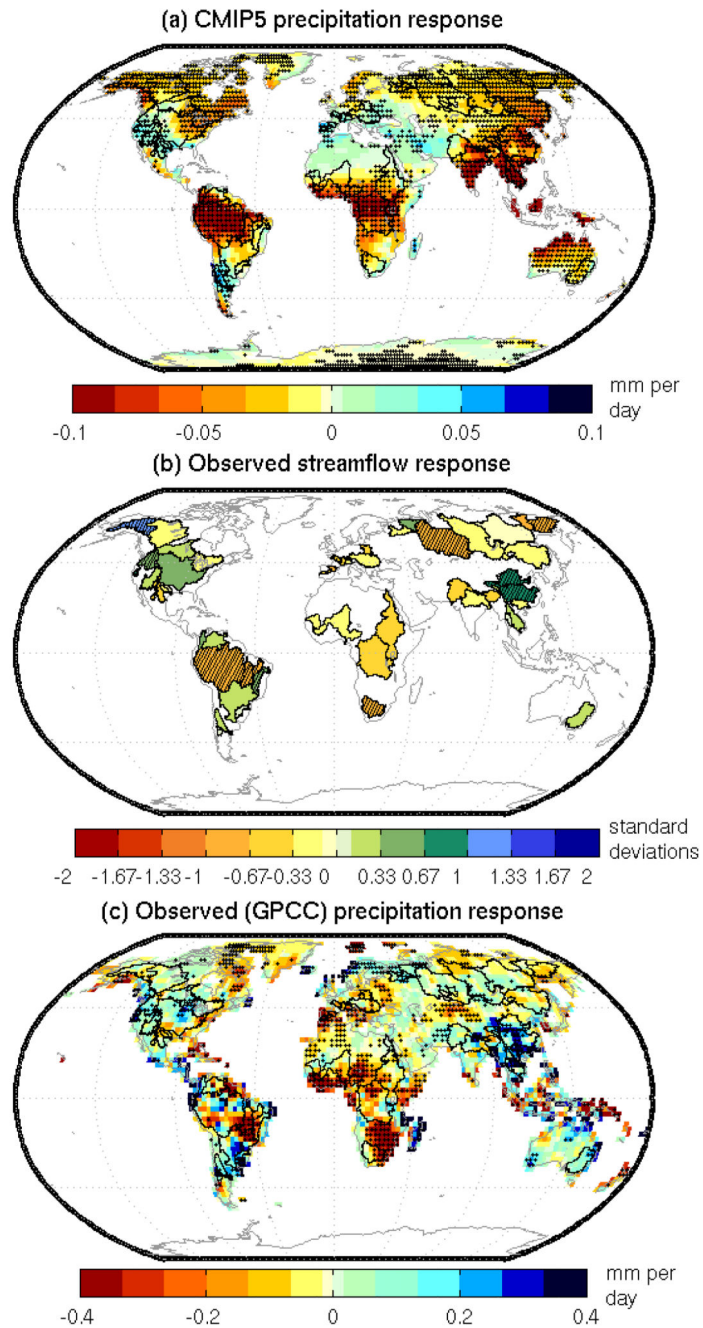 (a) CMIP5 precipitation response
mm per
day
-0.1 -0.05 0 0.05 0.1
(b) Observed streamflow response
standard
deviations
-2 -1.67 -1.33 -1 -0.67 -0.33 0 0.33 0.67 1 1.33 1.67 2
(c) Observed (GPCC) precipitation response
mm per
day
-0.4 -0.2 0 0.2 0.4